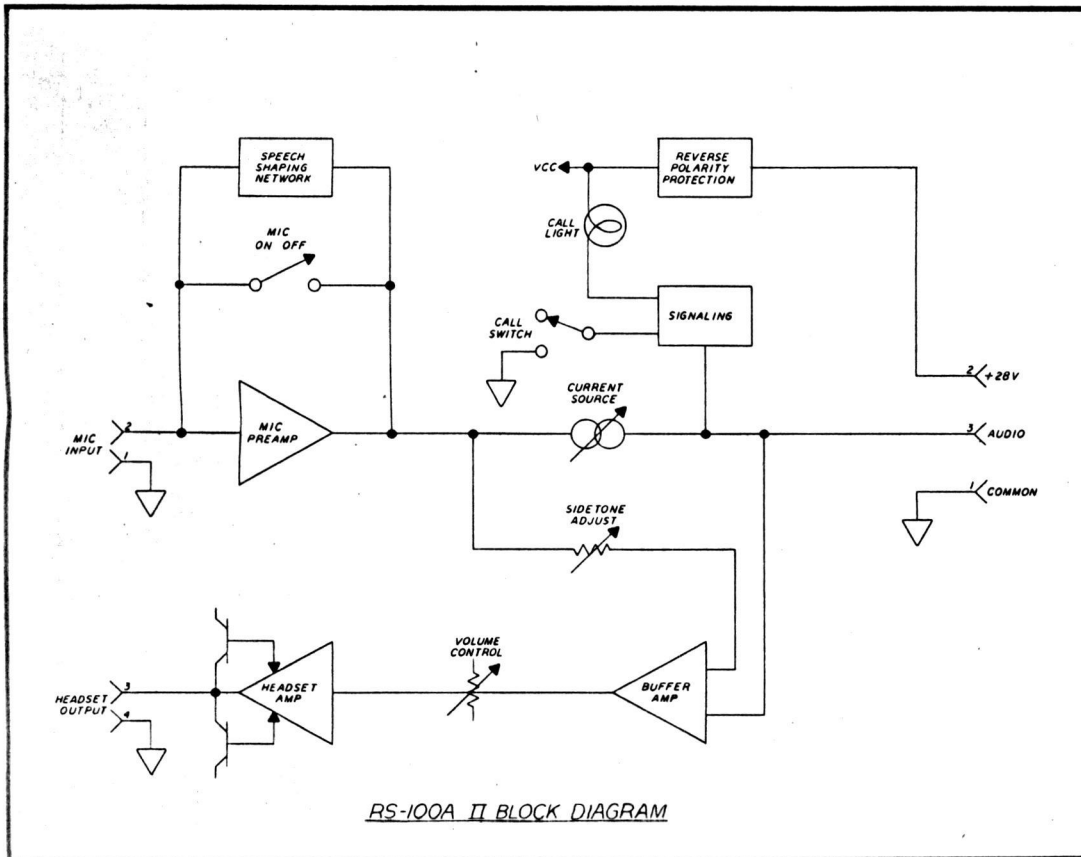 SPEECH
SHAPING
NETWORK
MIC
ON OFF
VCC
REVERSE
POLARITY
PROTECTION
CALL
LIGHT
CALL
SWITCH
SIGNALING
2
+28V
CURRENT
SOURCE
MIC
INPUT
2
1
MIC
PREAMP
3
AUDIO
1
COMMON
SIDETONE
ADJUST
VOLUME
CONTROL
HEADSET
OUTPUT
3
4
HEADSET
AMP
BUFFER
AMP
RS-100A II BLOCK DIAGRAM